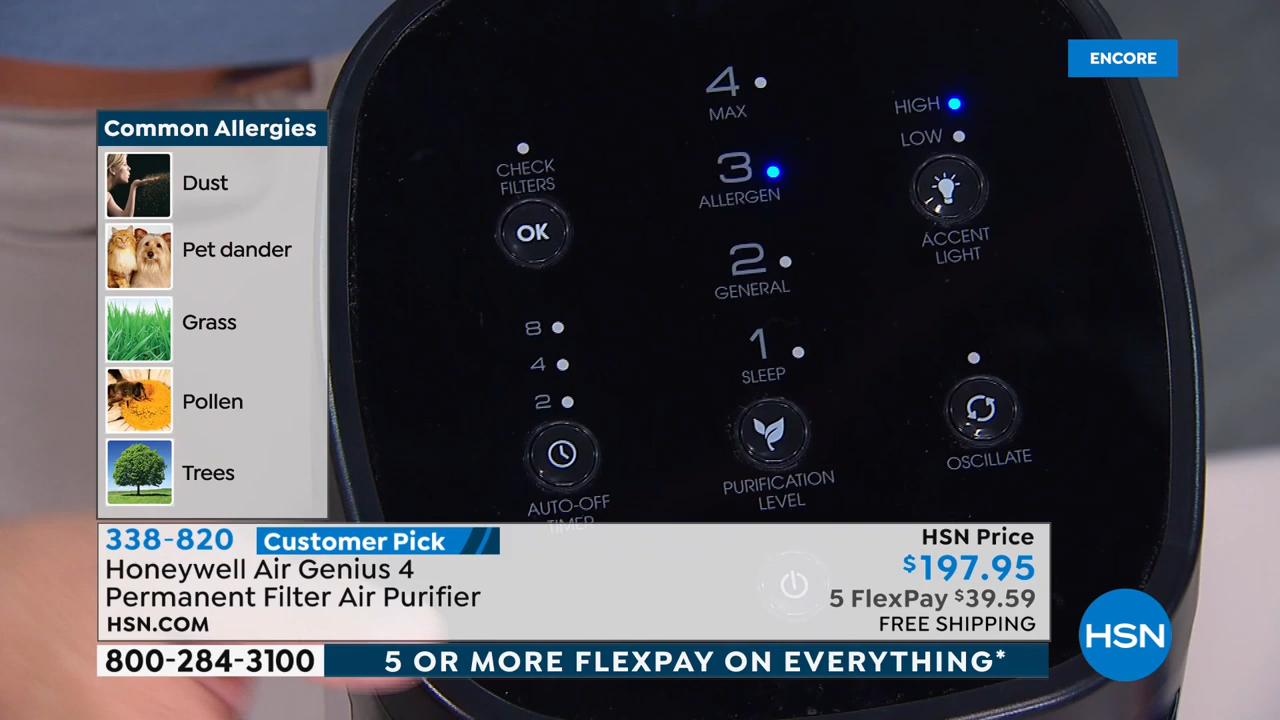 ENCORE
Common Allergies
Dust
Pet dander
Grass
Pollen
Trees
4
MAX
3
ALLERGEN
2
GENERAL
1
SLEEP
PURIFICATION
LEVEL
CHECK
FILTERS
OK
8
4
2
AUTO-OFF
TIMER
HIGH
LOW
ACCENT
LIGHT
OSCILLATE
338-820 Customer Pick
Honeywell Air Genius 4
Permanent Filter Air Purifier
HSN.COM
HSN Price
$197.95
5 FlexPay $39.59
FREE SHIPPING
HSN
800-284-3100 5 OR MORE FLEXPAY ON EVERYTHING*